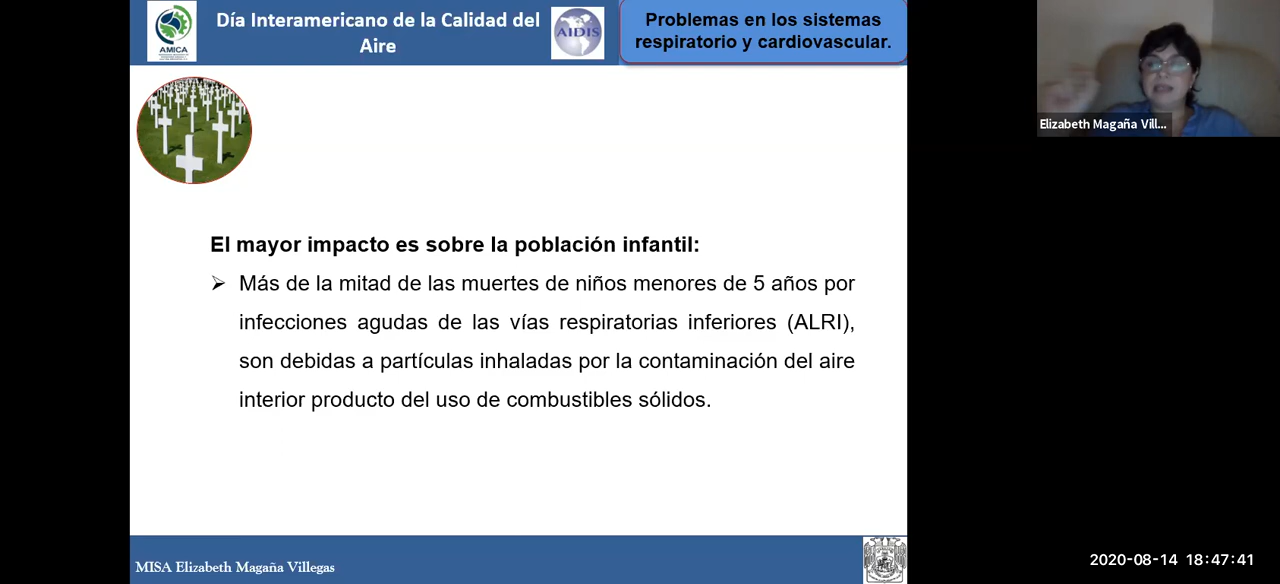 Día Interamericano de la Calidad del
Aire
AMICA
AIDIS
Problemas en los sistemas
respiratorio y cardiovascular.
Elizabeth Magaña Vill...
El mayor impacto es sobre la población infantil:
Más de la mitad de las muertes de niños menores de 5 años por
infecciones agudas de las vías respiratorias inferiores (ALRI),
son debidas a partículas inhaladas por la contaminación del aire
interior producto del uso de combustibles sólidos.
MISA Elizabeth Magaña Villegas
2020-08-14 18:47:41